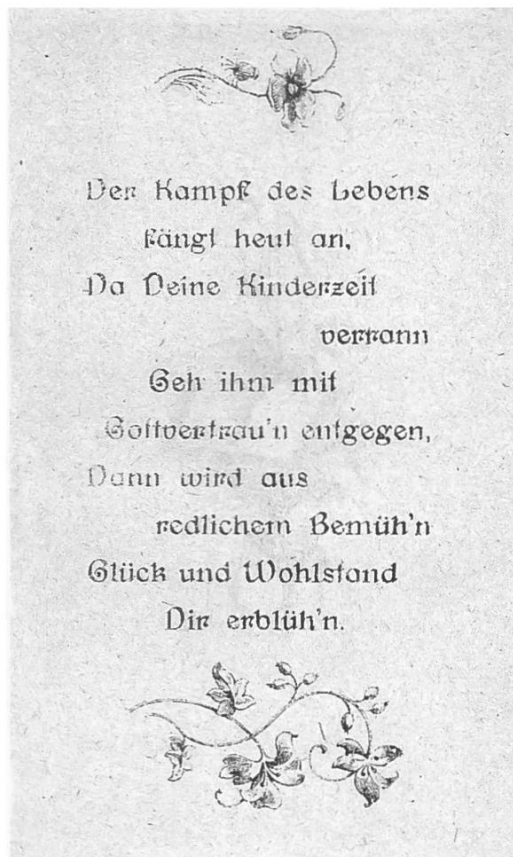 Der Kampf des Lebens
fängt heut an,
Da Deine Kinderzeit
verrann
Geh ihm mit
Gottvertrau'n entgegen,
Dann wird aus
redlichem Bemüh'n
Glück und Wohlstand
Dir erblüh'n.